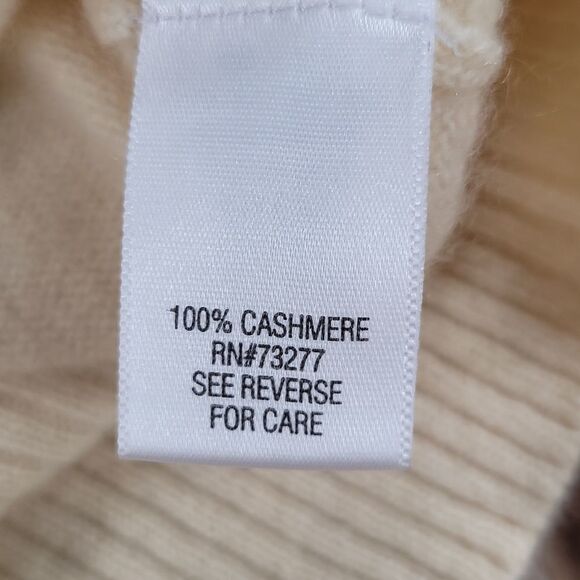 100% CASHMERE
RN#73277
SEE REVERSE
FOR CARE